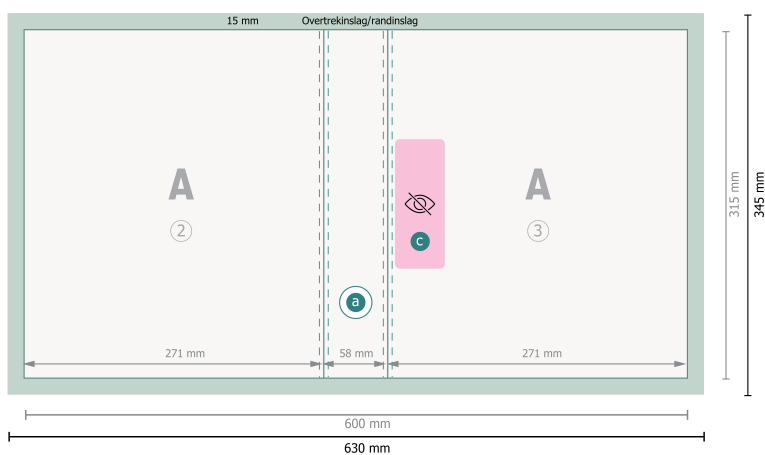 15 mm Overtrekinslag/randinslag
A
2
A
3
c
a
271 mm
58 mm
271 mm
315 mm
345 mm
600 mm
630 mm